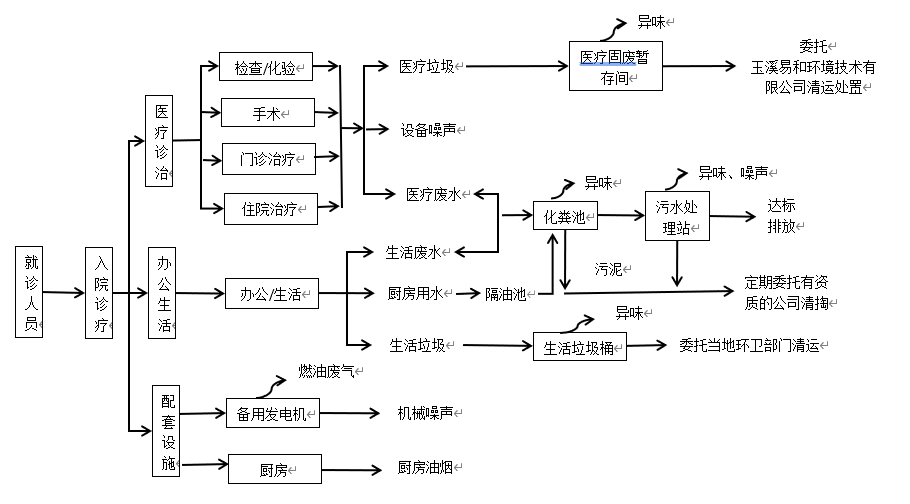 就诊人员
入院诊疗
医疗诊治
检查/化验
手术
门诊治疗
住院治疗
医疗垃圾
设备噪声
医疗废水
异味
医疗固废暂
存间
委托
玉溪易和环境技术有
限公司清运处置
办公生活
办公/生活
生活废水
厨房用水
隔油池
生活垃圾
异味
化粪池
异味、噪声
污水处
理站
达标
排放
污泥
定期委托有资
质的公司清掏
异味
生活垃圾桶
委托当地环卫部门清运
配套设施
燃油废气
备用发电机
机械噪声
厨房
厨房油烟